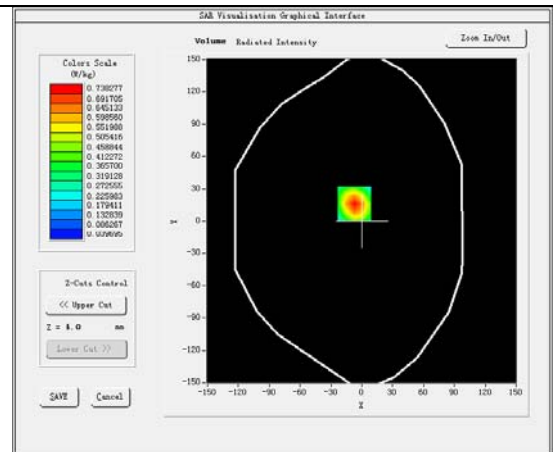 SAR Visualisation Graphical Interface
Volume Radiated Intensity
Zoom In/Out
Colors Scale
(W/kg)
0.738277
0.691705
0.645133
0.598560
0.551988
0.505416
0.458844
0.412272
0.365700
0.319128
0.272555
0.225983
0.179411
0.132839
0.086267
0.039695
150
120
90
60
30
0
-30
-60
-90
-120
-150
Y
-150 -120 -90 -60 -30 0 30 60 90 120 150
X
Z-Cuts Control
<< Upper Cut
Z = mm
Lower Cut >>
SAVE
Cancel